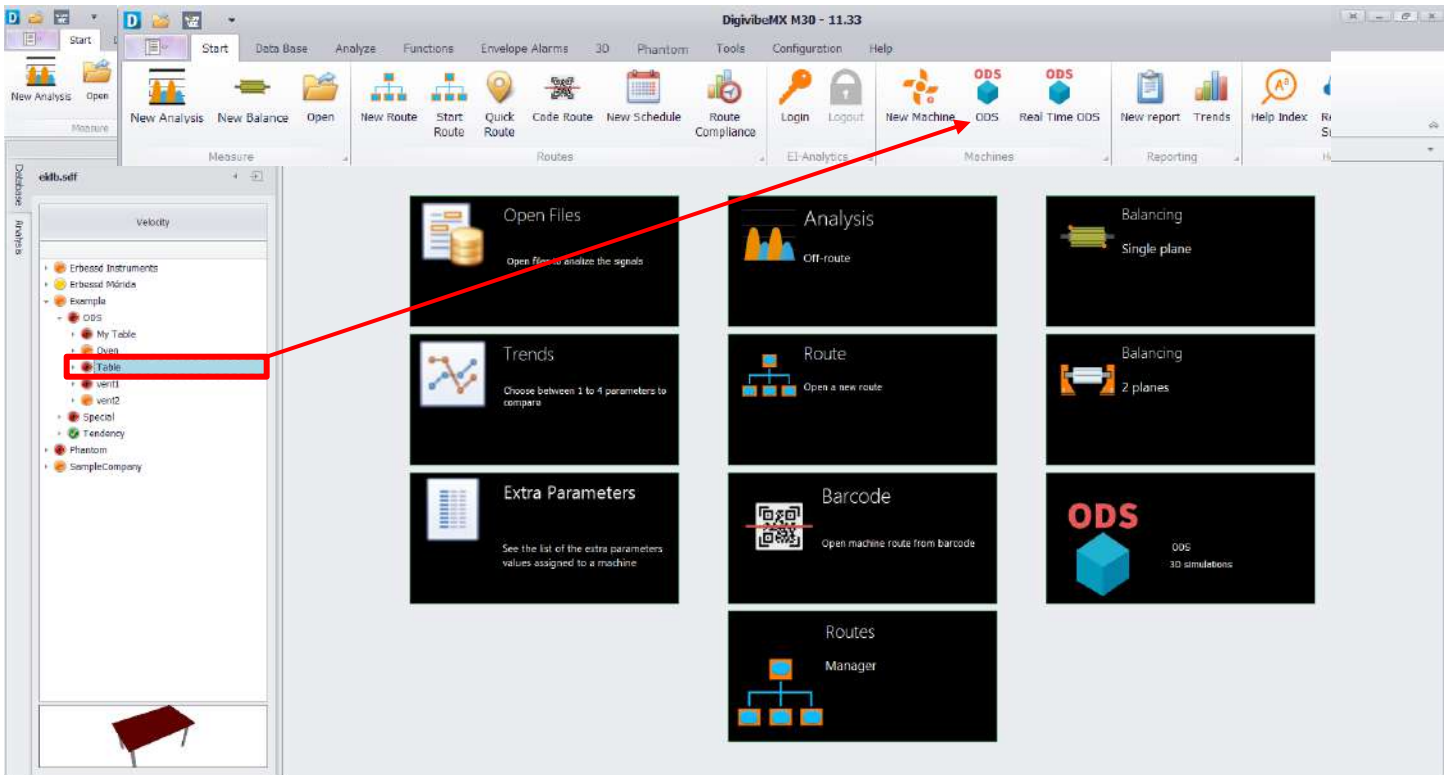 DigivibeMX M30 - 11.33
Start
Start
Data Base
Analyze
Functions
Envelope Alarms
3D
Phantom
Tools
Configuration
Help
New Analysis
Open
Measure
New Analysis
New Balance
Open
New Route
Start Route
Quick Route
Code Route
New Schedule
Route Compliance
Login
Logout
New Machine
ODS
ODS
ODS
Real Time ODS
New report
Trends
Help Index
Measure
Routes
EI-Analytics
Machines
Reporting
Database
Analysis
eidb.sdf
Velocity
Erbessd Instruments
Erbessd Mérida
Example
ODS
My Table
Oven
Table
vent1
vent2
Special
Tendency
Phantom
SampleCompany
Open Files
Open files to analize the signals
Analysis
Off-route
Balancing
Single plane
Trends
Choose between 1 to 4 parameters to
compare
Route
Open a new route
Balancing
2 planes
Extra Parameters
See the list of the extra parameters
values assigned to a machine
Barcode
Open machine route from barcode
ODS
ODS
3D simulations
Routes
Manager